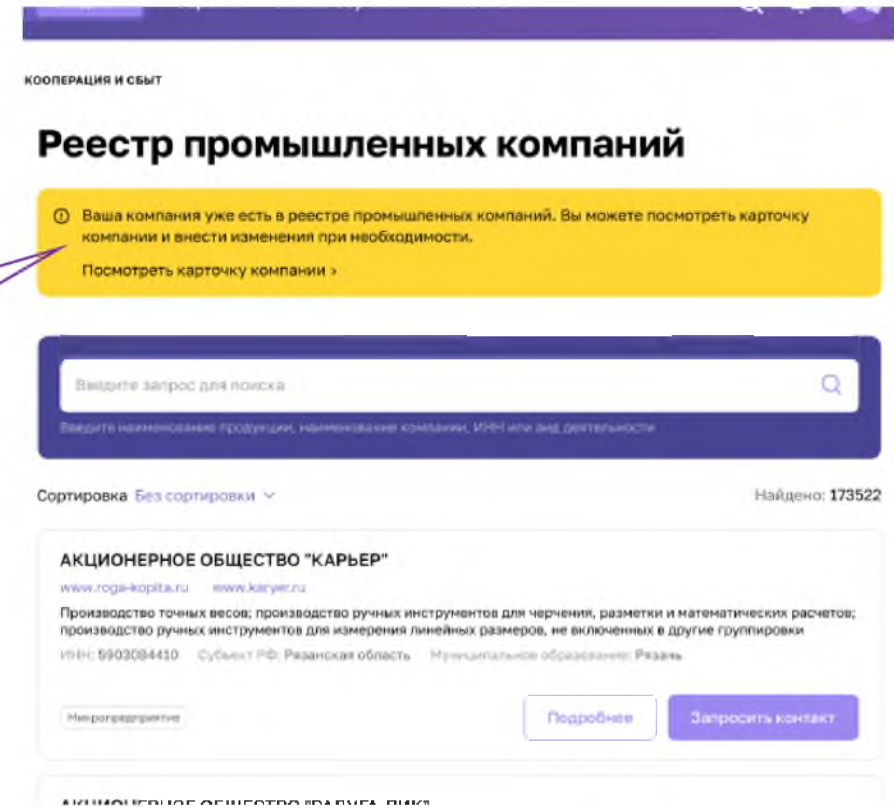 КООПЕРАЦИЯ И СБЫТ
Реестр промышленных компаний
Ваша компания уже есть в реестре промышленных компаний. Вы можете посмотреть карточку
компании и внести изменения при необходимости.
Посмотреть карточку компании ›
Введите запрос для поиска
Введите наименование продукции, наименование компании, ИНН или вид деятельности
Сортировка Без сортировки
Найдено: 173522
АКЦИОНЕРНОЕ ОБЩЕСТВО "КАРЬЕР"
www.roga-kopita.ru www.karyer.ru
Производство точных весов; производство ручных инструментов для черчения, разметки и математических расчетов;
производство ручных инструментов для измерения линейных размеров, не включенных в другие группировки
ИНН: 5903084410 Субъект РФ: Рязанская область Муниципальное образование: Рязань
Микропредприятие
Подробнее
Запросить контакт
АКЦИОНЕРНОЕ ОБЩЕСТВО